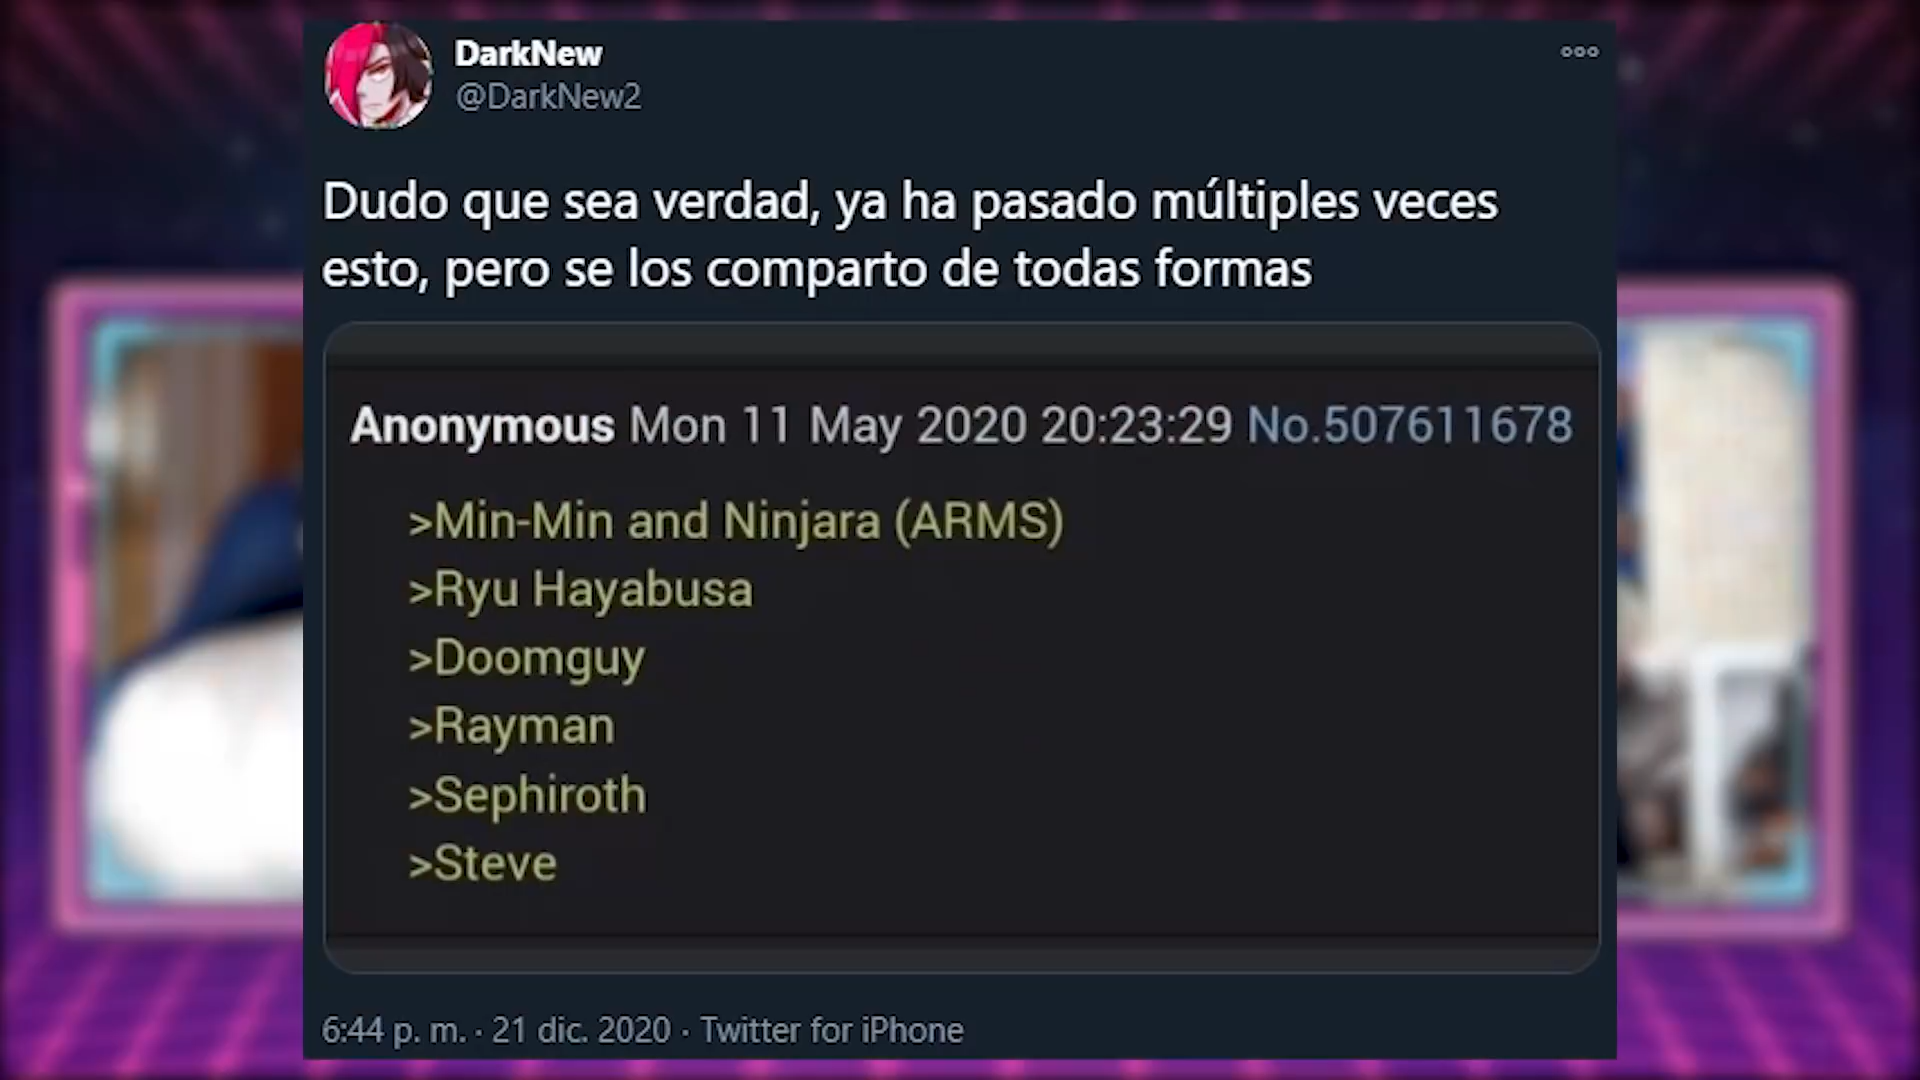 DarkNew
@DarkNew2
Dudo que sea verdad, ya ha pasado múltiples veces
esto, pero se los comparto de todas formas
Anonymous Mon 11 May 2020 20:23:29 No.507611678
>Min-Min and Ninjara (ARMS)
>Ryu Hayabusa
>Doomguy
>Rayman
>Sephiroth
>Steve
6:44 p. m. · 21 dic. 2020 · Twitter for iPhone